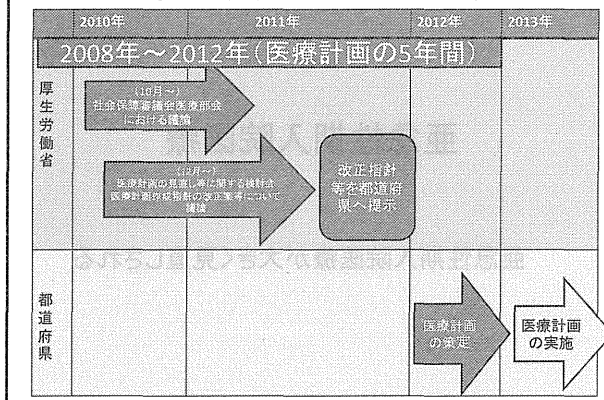 2010年 2011年 2012年 2013年
2008年～2012年（医療計画の5年間）
厚生労働省
（10月～）
社会保障審議会医療部会
における議論
（12月～）
医療計画の見直し等に関する検討会
医療計画作成指針の改正案等について
議論
改正指針
等を都道府
県へ提示
都道府県
医療計画
の策定
医療計画
の実施